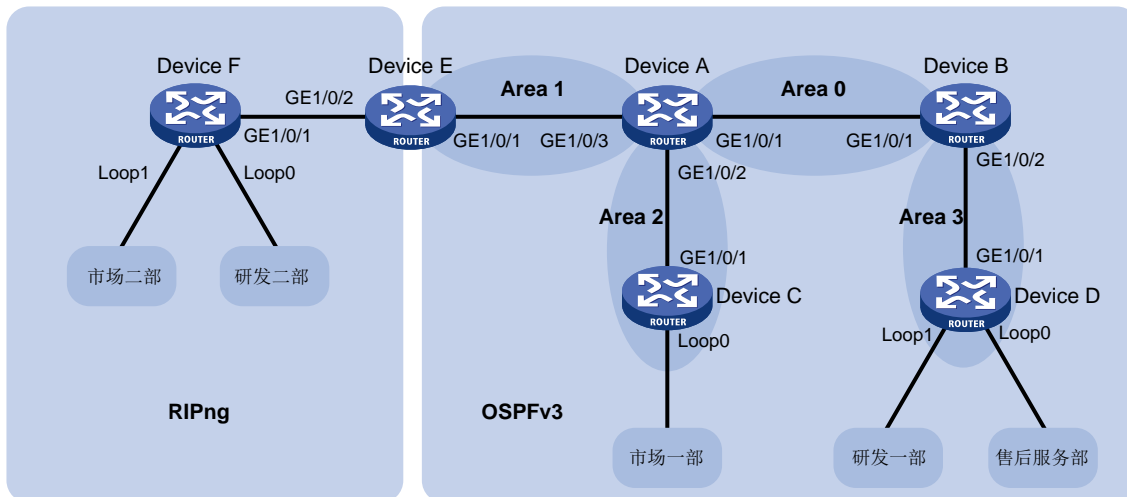 Device F
Device E
Device A
Device B
Area 1
Area 0
GE1/0/2
GE1/0/1
GE1/0/1
GE1/0/3
GE1/0/1
GE1/0/1
ROUTER
ROUTER
ROUTER
ROUTER
Loop1
Loop0
GE1/0/2
GE1/0/2
Area 2
Area 3
市场二部
研发二部
GE1/0/1
GE1/0/1
Device C
Device D
ROUTER
ROUTER
Loop0
Loop1
Loop0
RIPng
OSPFv3
市场一部
研发一部
售后服务部